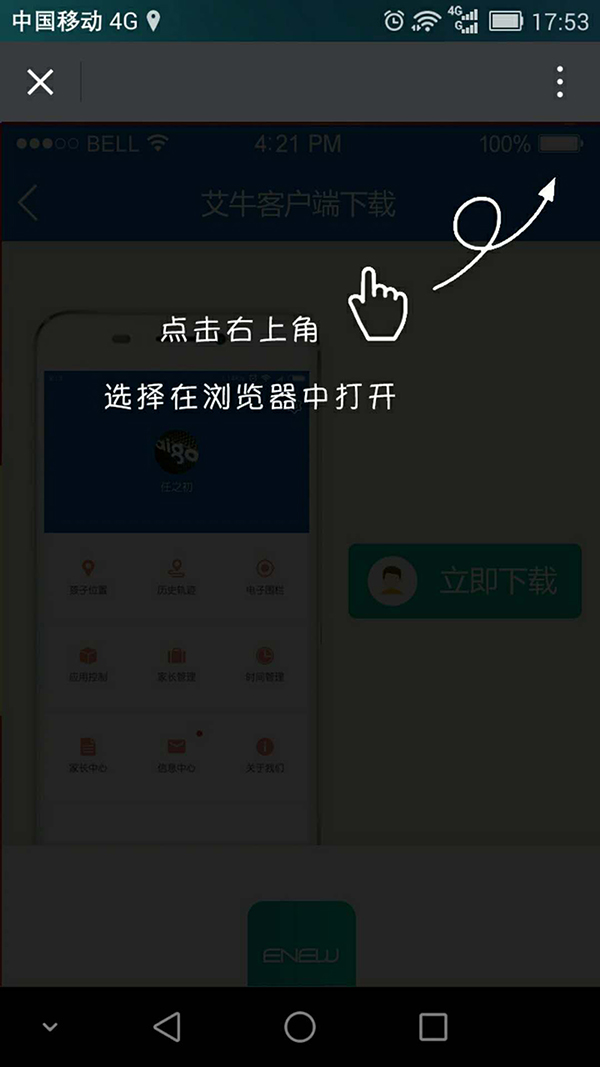 中国移动 4G
4G
G
17:53
BELL
4:21 PM
100%
艾牛客户端下载
点击右上角
选择在浏览器中打开
aigo
任之初
立即下载
孩子位置
历史轨迹
电子围栏
应用控制
家长管理
时间管理
家长中心
信息中心
关于我们
ENEW